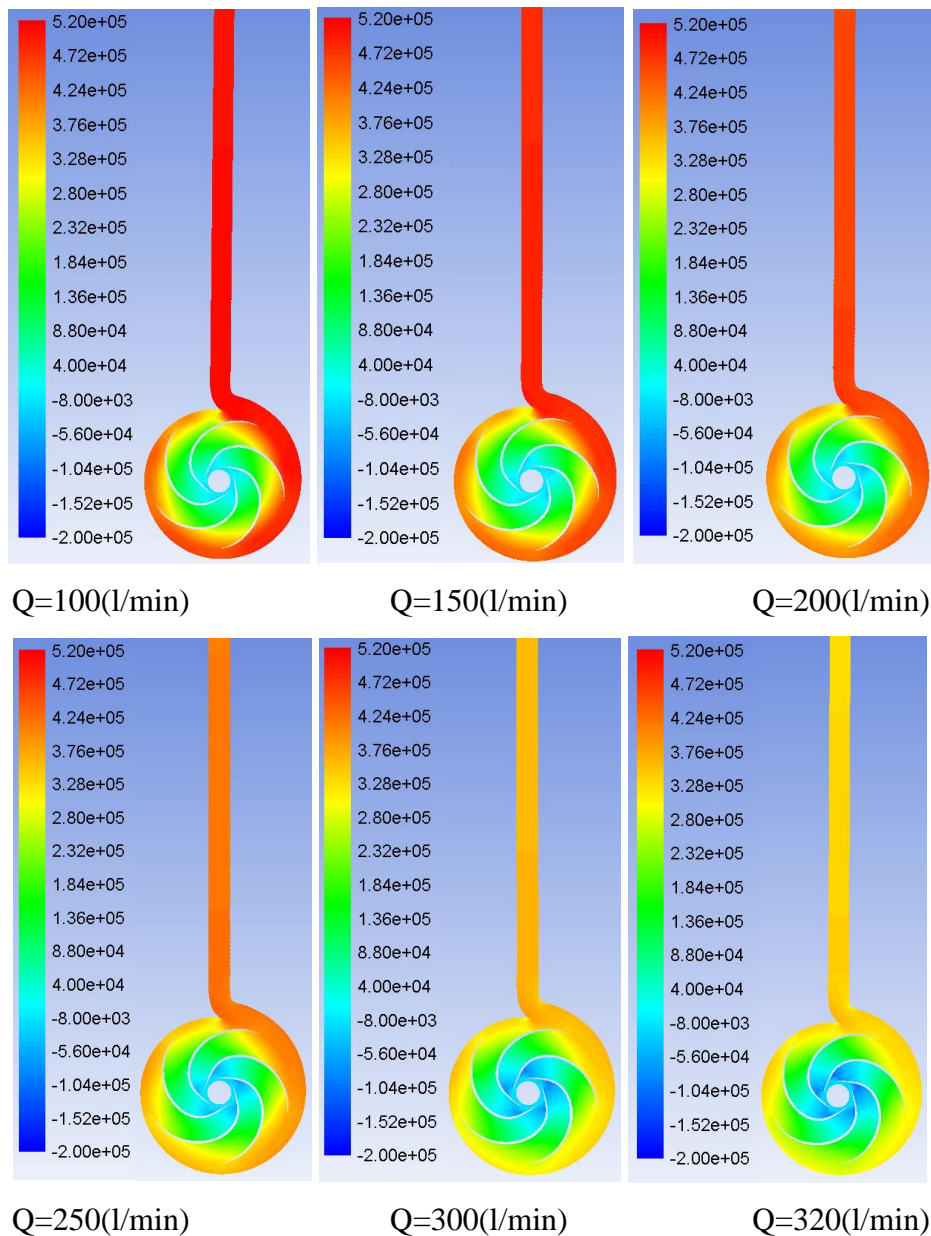 5.20e+05
4.72e+05
4.24e+05
3.76e+05
3.28e+05
2.80e+05
2.32e+05
1.84e+05
1.36e+05
8.80e+04
4.00e+04
-8.00e+03
-5.60e+04
-1.04e+05
-1.52e+05
-2.00e+05
5.20e+05
4.72e+05
4.24e+05
3.76e+05
3.28e+05
2.80e+05
2.32e+05
1.84e+05
1.36e+05
8.80e+04
4.00e+04
-8.00e+03
-5.60e+04
-1.04e+05
-1.52e+05
-2.00e+05
5.20e+05
4.72e+05
4.24e+05
3.76e+05
3.28e+05
2.80e+05
2.32e+05
1.84e+05
1.36e+05
8.80e+04
4.00e+04
-8.00e+03
-5.60e+04
-1.04e+05
-1.52e+05
-2.00e+05
Q=100(l/min) Q=150(l/min) Q=200(l/min)
5.20e+05
4.72e+05
4.24e+05
3.76e+05
3.28e+05
2.80e+05
2.32e+05
1.84e+05
1.36e+05
8.80e+04
4.00e+04
-8.00e+03
-5.60e+04
-1.04e+05
-1.52e+05
-2.00e+05
5.20e+05
4.72e+05
4.24e+05
3.76e+05
3.28e+05
2.80e+05
2.32e+05
1.84e+05
1.36e+05
8.80e+04
4.00e+04
-8.00e+03
-5.60e+04
-1.04e+05
-1.52e+05
-2.00e+05
5.20e+05
4.72e+05
4.24e+05
3.76e+05
3.28e+05
2.80e+05
2.32e+05
1.84e+05
1.36e+05
8.80e+04
4.00e+04
-8.00e+03
-5.60e+04
-1.04e+05
-1.52e+05
-2.00e+05
Q=250(l/min) Q=300(l/min) Q=320(l/min)